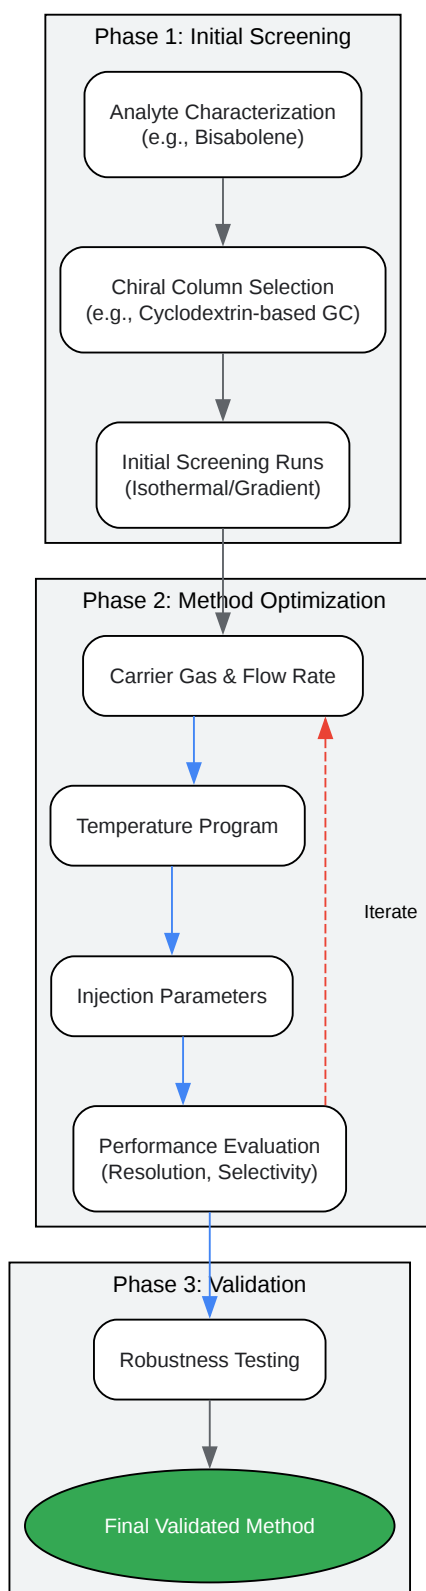 Phase 1: Initial Screening
Analyte Characterization
(e.g., Bisabolene)
Chiral Column Selection
(e.g., Cyclodextrin-based GC)
Initial Screening Runs
(Isothermal/Gradient)
Phase 2: Method Optimization
Carrier Gas & Flow Rate
Temperature Program
Iterate
Injection Parameters
Performance Evaluation
(Resolution, Selectivity)
Phase 3: Validation
Robustness Testing
Final Validated Method